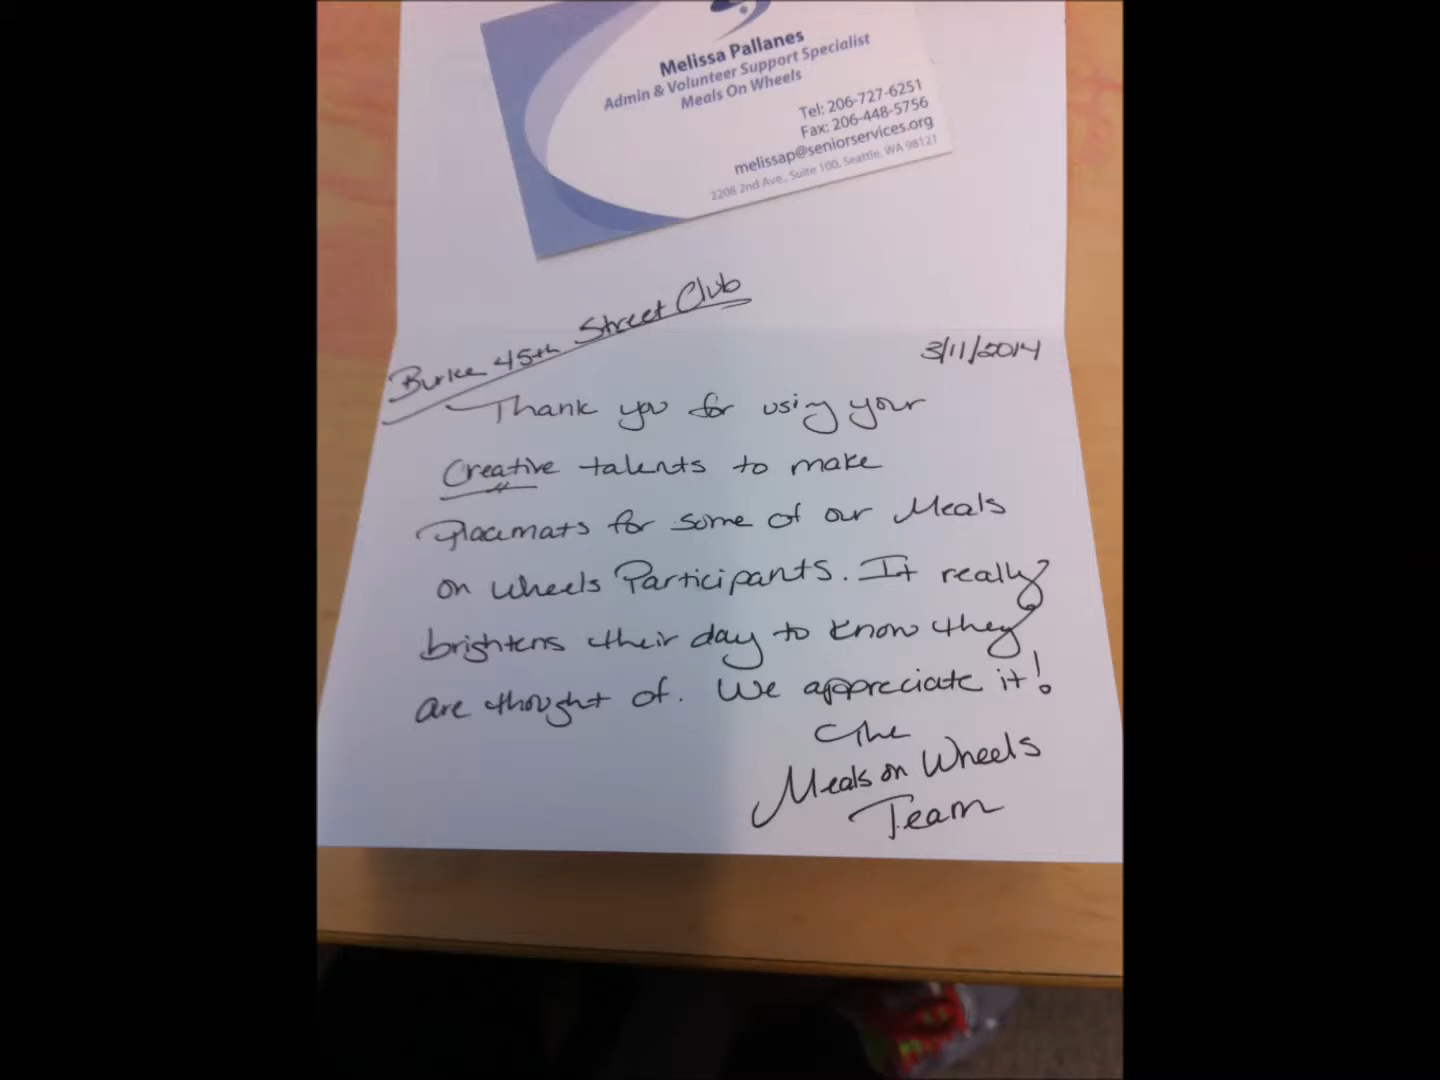 Melissa Pallanes
Admin & Volunteer Support Specialist
Meals On Wheels
Tel: 206-727-6251
Fax: 206-448-5756
melissap@seniorservices.org
2208 2nd Ave., Suite 100, Seattle, WA 98121
Burke 45th Street Club
3/11/2014
Thank you for using your
Creative talents to make
Placemats for some of our Meals
on Wheels Participants. It really
brightens their day to know they
are thought of. We appreciate it!
The
Meals on Wheels
Team